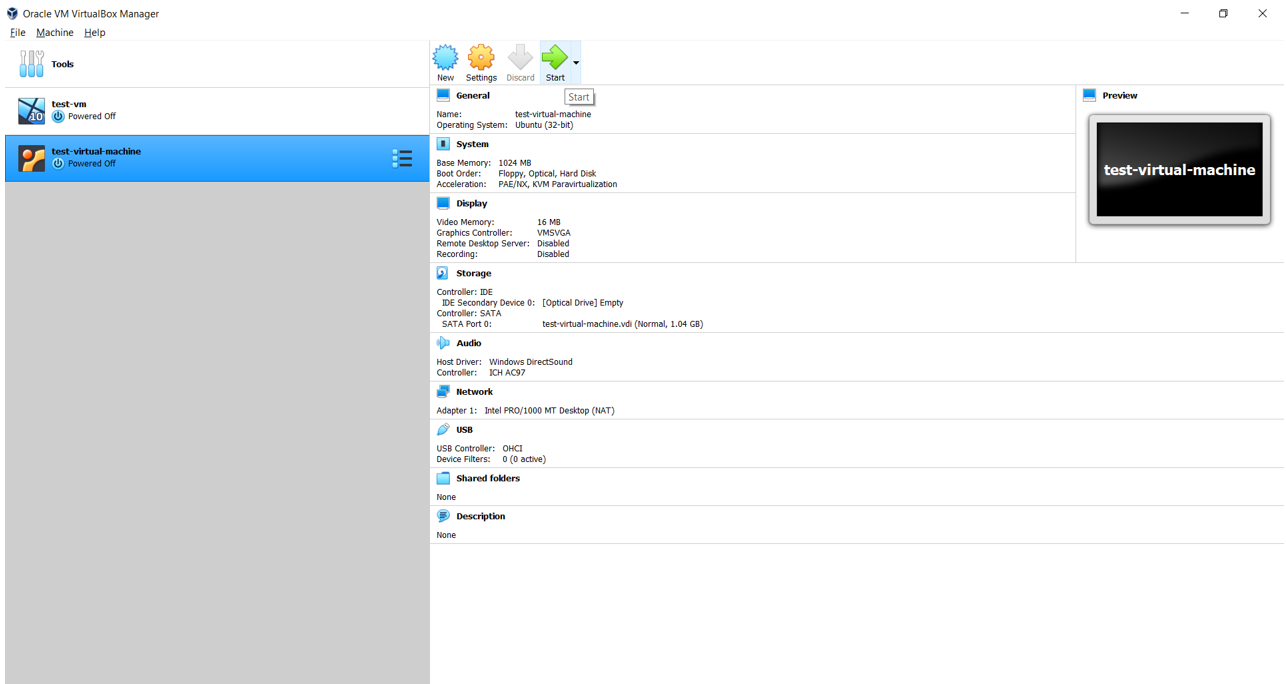 Oracle VM VirtualBox Manager
File Machine Help
Tools
test-vm
10 Powered Off
test-virtual-machine
Powered Off
New Settings Discard Start
Start
General
Name: test-virtual-machine
Operating System: Ubuntu (32-bit)
System
Base Memory: 1024 MB
Boot Order: Floppy, Optical, Hard Disk
Acceleration: PAE/NX, KVM Paravirtualization
Display
Video Memory: 16 MB
Graphics Controller: VMSVGA
Remote Desktop Server: Disabled
Recording: Disabled
Storage
Controller: IDE
IDE Secondary Device 0: [Optical Drive] Empty
Controller: SATA
SATA Port 0: test-virtual-machine.vdi (Normal, 1.04 GB)
Audio
Host Driver: Windows DirectSound
Controller: ICH AC97
Network
Adapter 1: Intel PRO/1000 MT Desktop (NAT)
USB
USB Controller: OHCI
Device Filters: 0 (0 active)
Shared folders
None
Description
None
Preview
test-virtual-machine